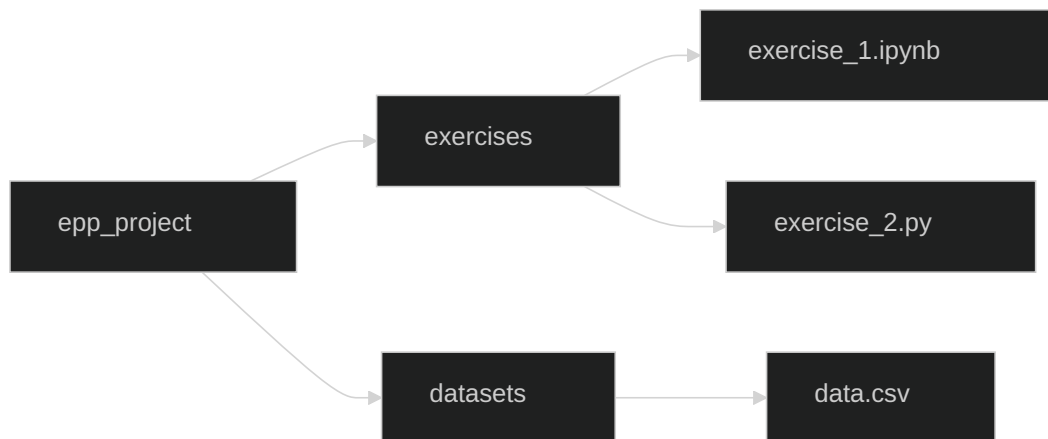 exercise_1.ipynb
exercises
epp_project
exercise_2.py
datasets
data.csv